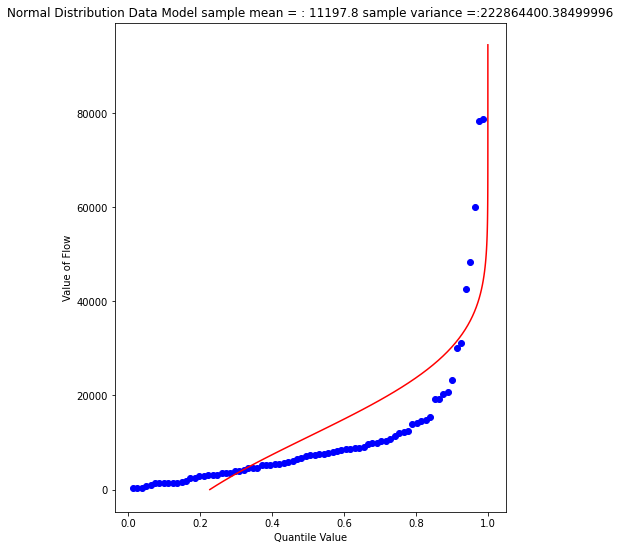 Normal Distribution Data Model sample mean = : 11197.8 sample variance =:222864400.38499996
80000
60000
40000
20000
0
Value of Flow
0.0 0.2 0.4 0.6 0.8 1.0
Quantile Value